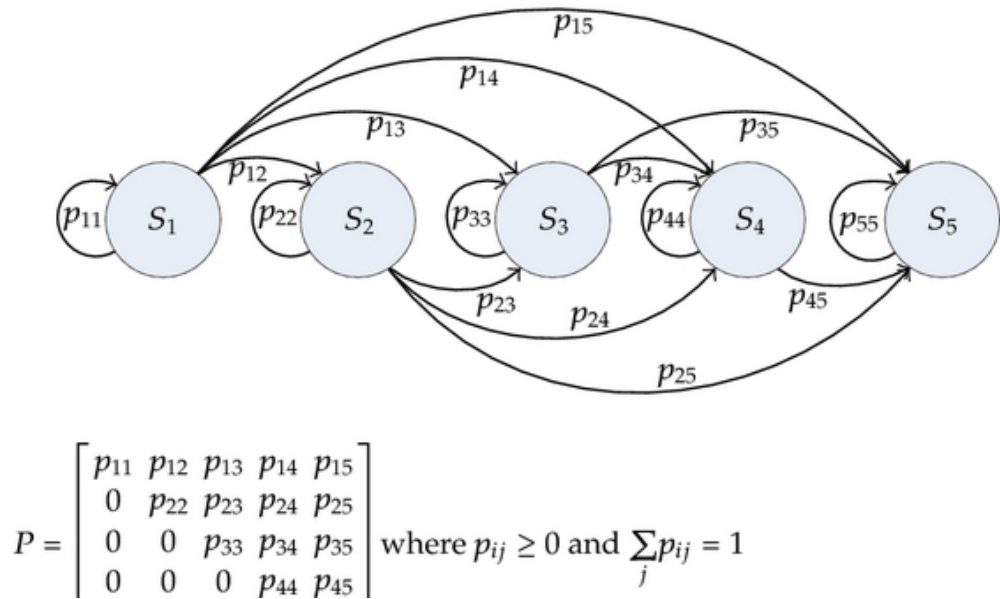 p15
p14
p13
p35
p12
p34
p11
S1
p22
S2
p33
S3
p44
S4
p55
S5
p23
p24
p45
p25
p11 p12 p13 p14 p15
0 p22 p23 p24 p25
P = 0 0 p33 p34 p35 where pij ≥ 0 and ∑j pij = 1
0 0 0 p44 p45